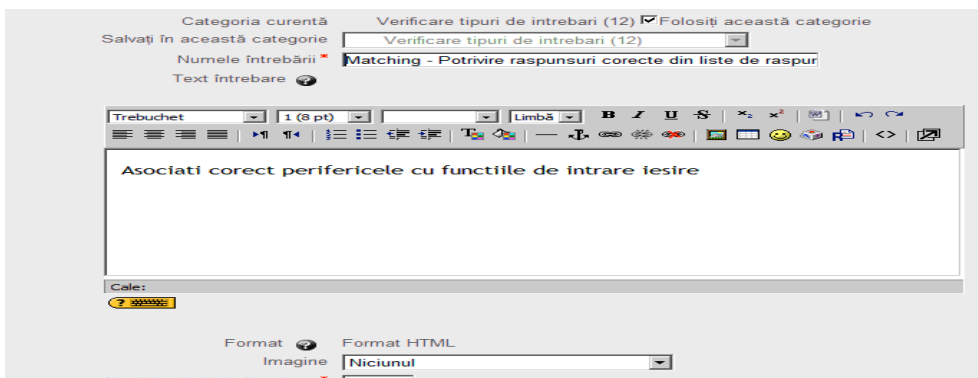 Categoria curentă Verificare tipuri de intrebari (12) Folosiți această categorie
Salvați în această categorie Verificare tipuri de intrebari (12)
Numele întrebării* Matching - Potrivire raspunsuri corecte din liste de raspur
Text întrebare
Trebuchet 1 (8 pt) Limbă B I U S x₂ x²
Asociati corect perifericele cu functiile de intrare iesire
Cale:
Format Format HTML
Imagine Niciunul